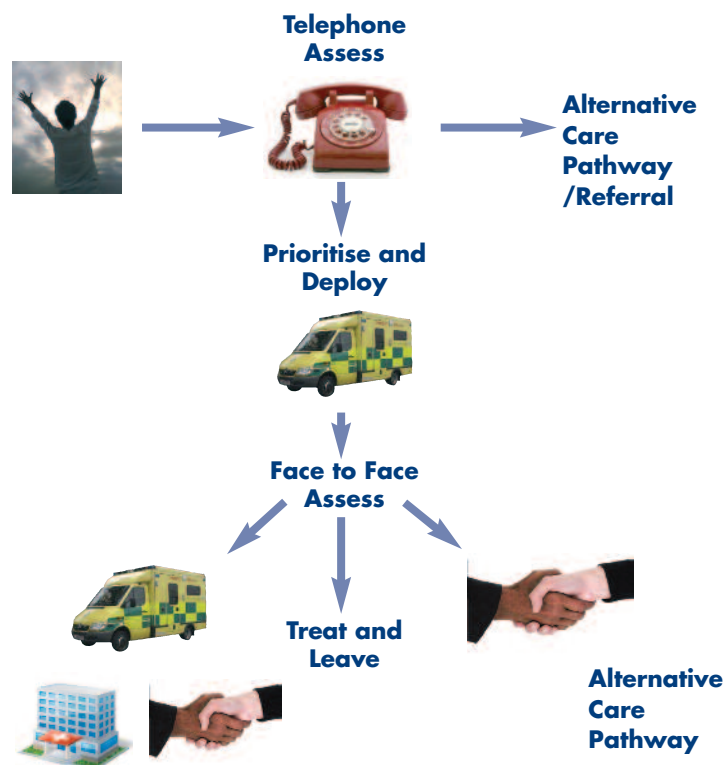 Telephone
Assess
Alternative
Care
Pathway
/Referral
Prioritise and
Deploy
Face to Face
Assess
Treat and
Leave
Alternative
Care
Pathway